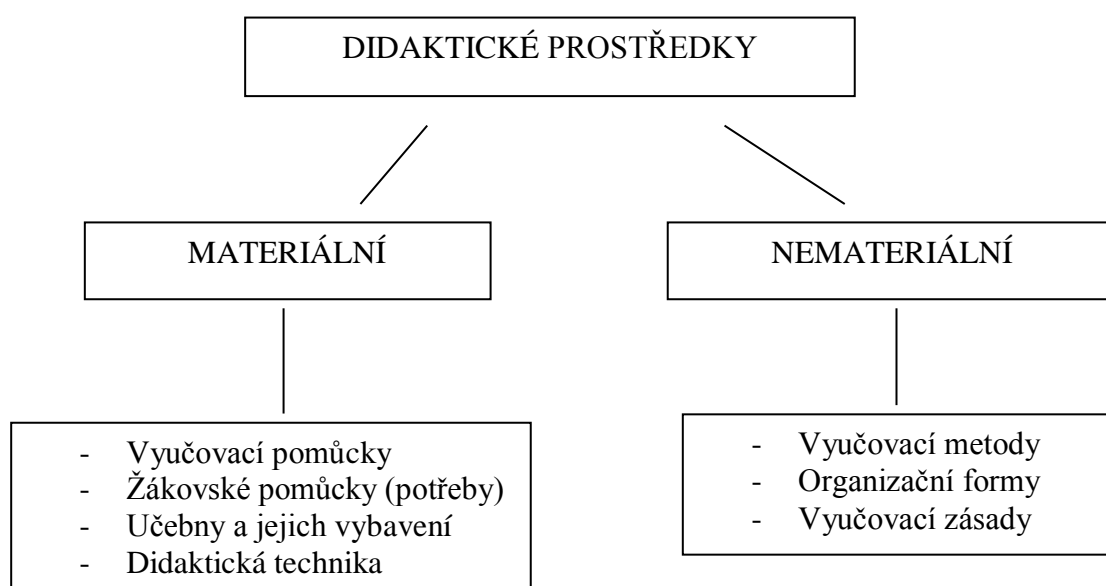 DIDAKTICKÉ PROSTŘEDKY
MATERIÁLNÍ
NEMATERIÁLNÍ
- Vyučovací pomůcky
- Žákovské pomůcky (potřeby)
- Učebny a jejich vybavení
- Didaktická technika
- Vyučovací metody
- Organizační formy
- Vyučovací zásady